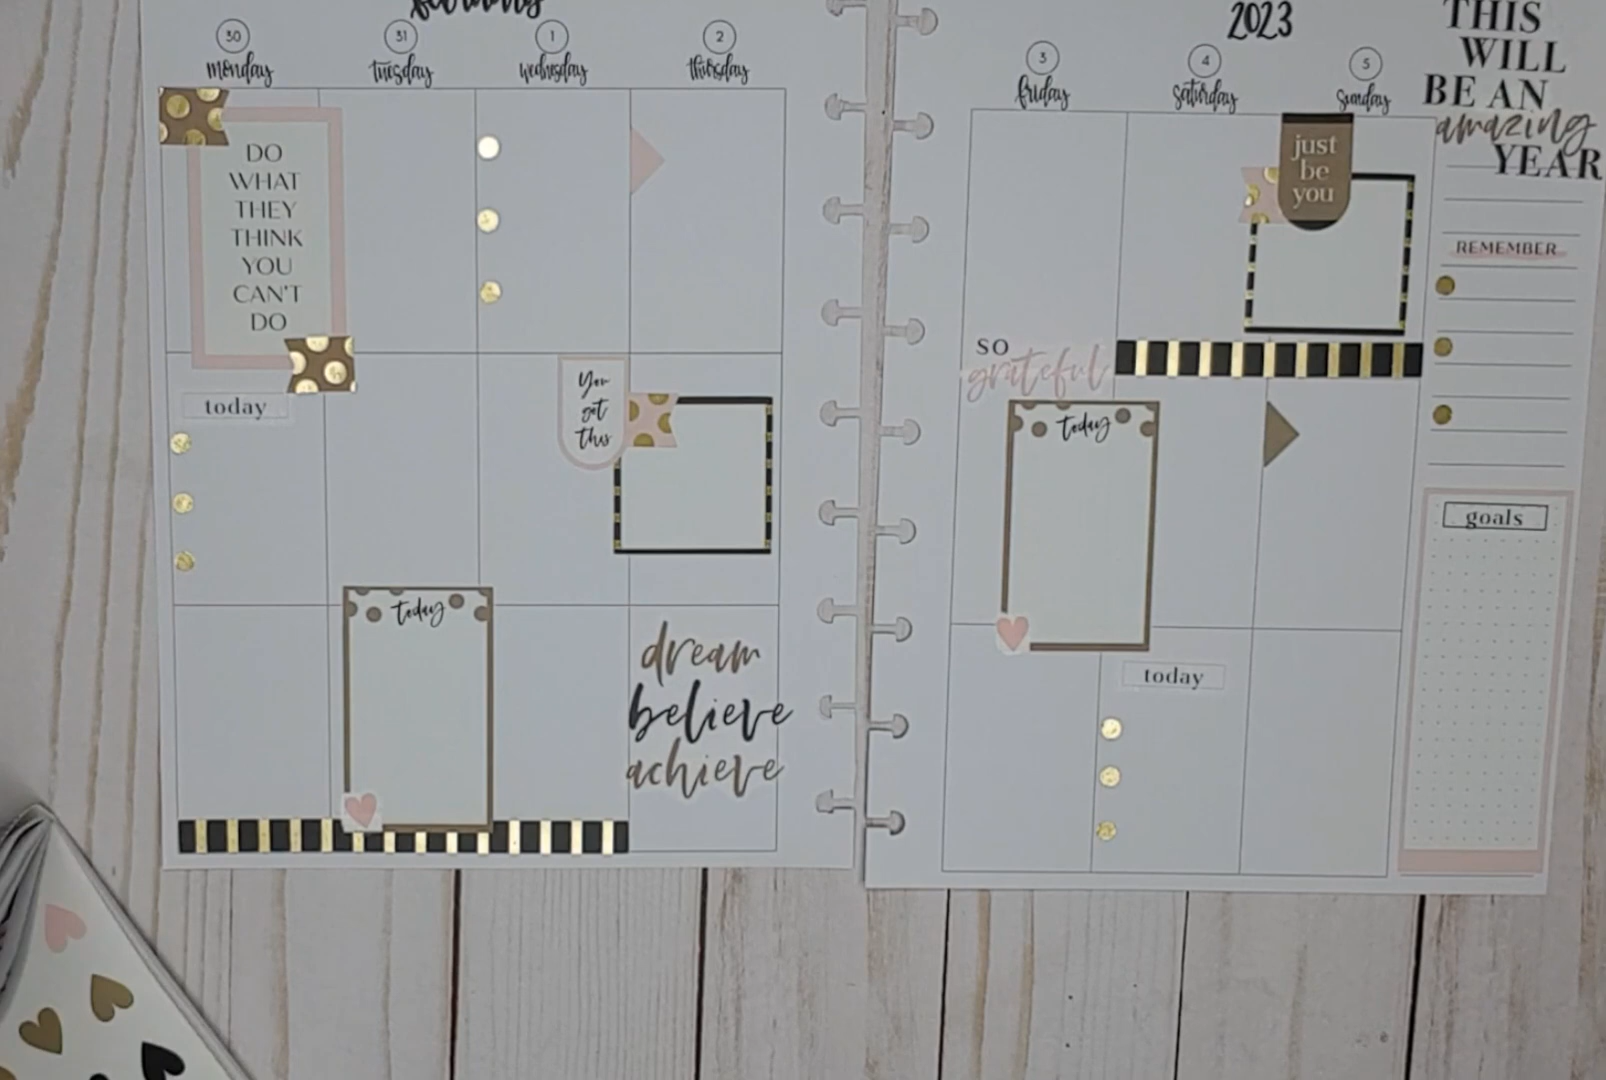 30
monday
31
tuesday
1
wednesday
2
thursday
DO
WHAT
THEY
THINK
YOU
CAN'T
DO
today
You
got
this
today
dream
believe
achieve
2023
3
friday
4
saturday
5
sunday
just
be
you
SO
grateful
today
today
THIS
WILL
BE AN
amazing
YEAR
REMEMBER
goals